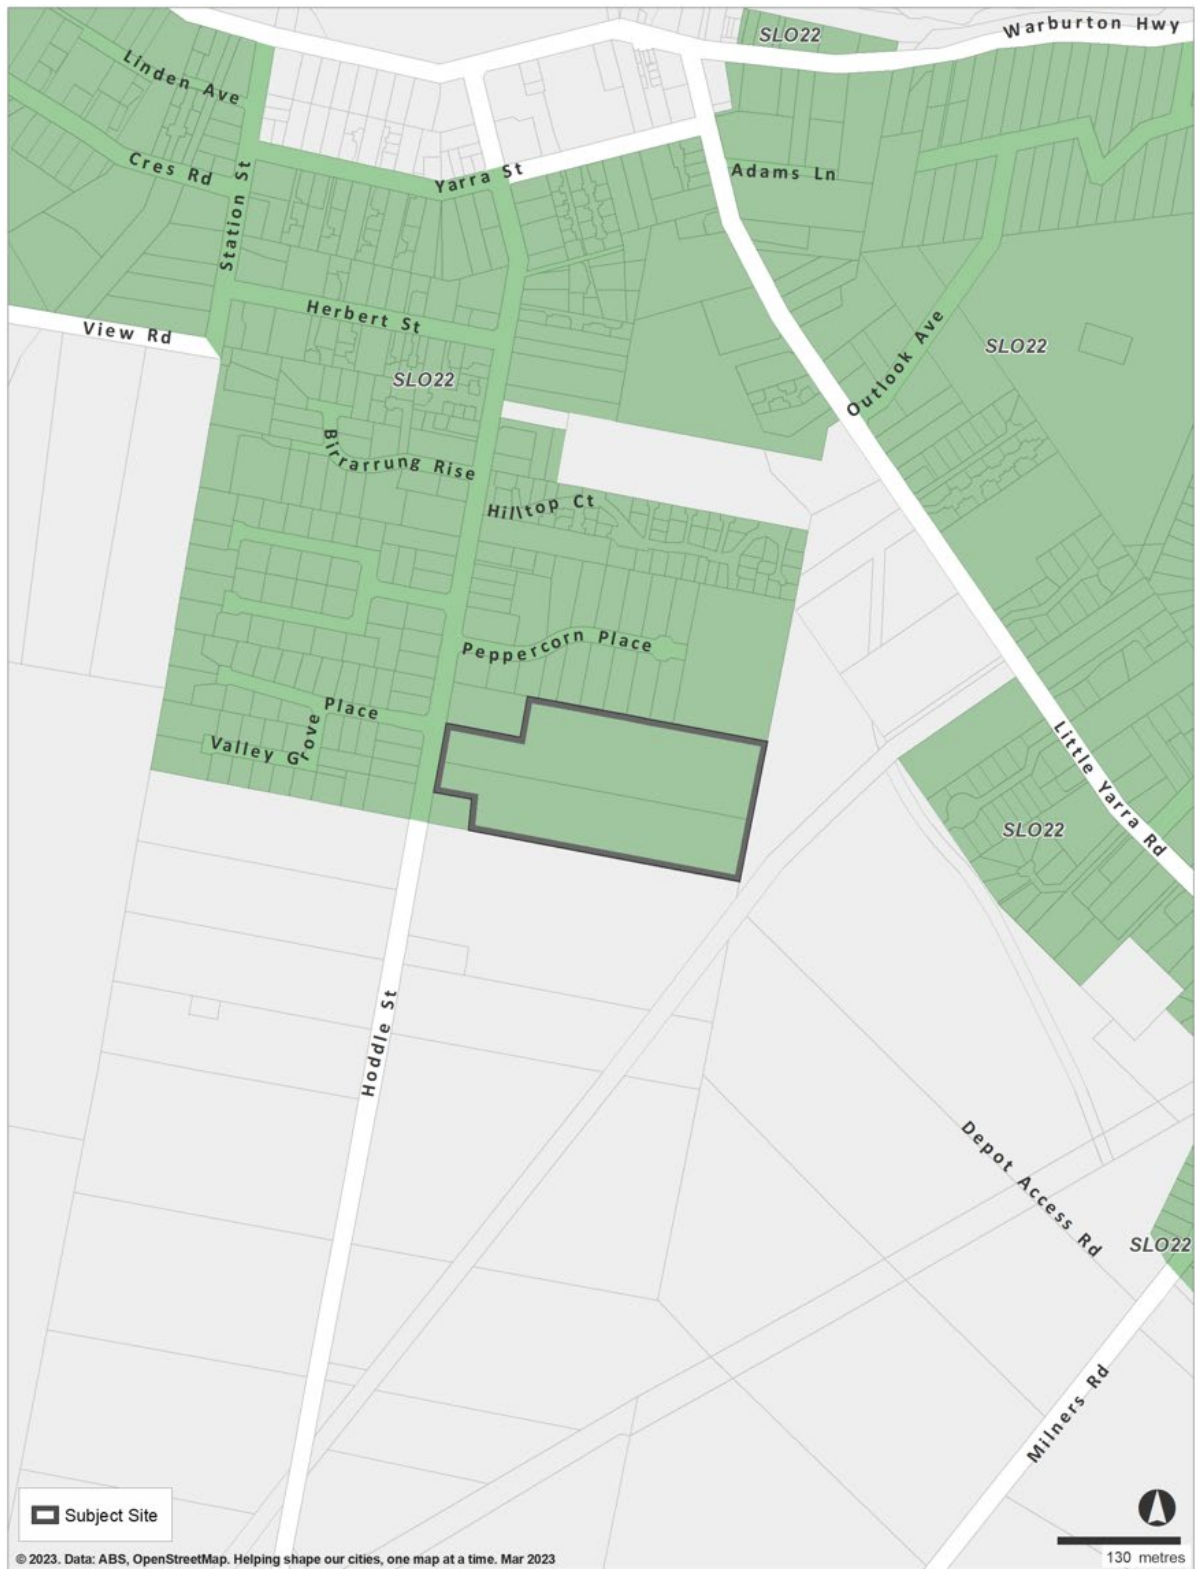 SLO22
Warburton Hwy
Linden Ave
Cres Rd
Yarra St
Adams Ln
Station St
Herbert St
View Rd
SLO22
SLO22
Outlook Ave
Birrarrung Rise
Hilltop Ct
Peppercorn Place
Place
Valley Grove
Little Yarra Rd
SLO22
Hoddle St
Depot Access Rd
SLO22
Milners Rd
Subject Site
© 2023. Data: ABS, OpenStreetMap. Helping shape our cities, one map at a time. Mar 2023
130 metres